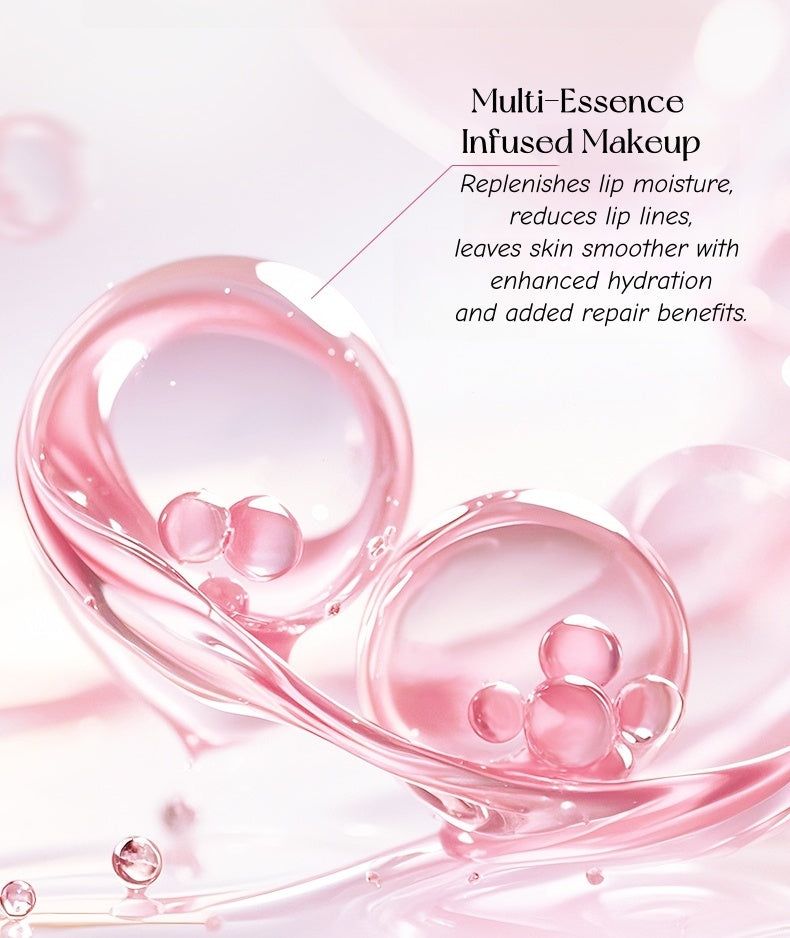 Multi-Essence
Infused Makeup
Replenishes lip moisture,
reduces lip lines,
leaves skin smoother with
enhanced hydration
and added repair benefits.